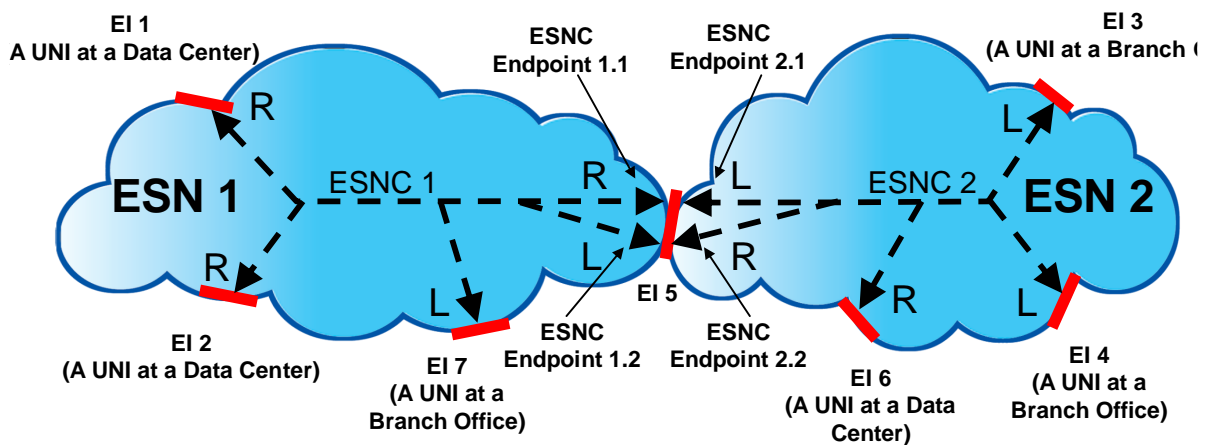 EI 1
A UNI at a Data Center)
ESNC
Endpoint 1.1
ESNC
Endpoint 2.1
EI 3
(A UNI at a Branch
R
L
ESN 1
ESNC 1
R
L
ESNC 2
ESN 2
R
L
L
R
R
L
EI 5
EI 2
(A UNI at a Data Center)
EI 7
(A UNI at a
Branch Office)
ESNC
Endpoint 1.2
ESNC
Endpoint 2.2
EI 6
(A UNI at a Data
Center)
EI 4
(A UNI at a
Branch Office)